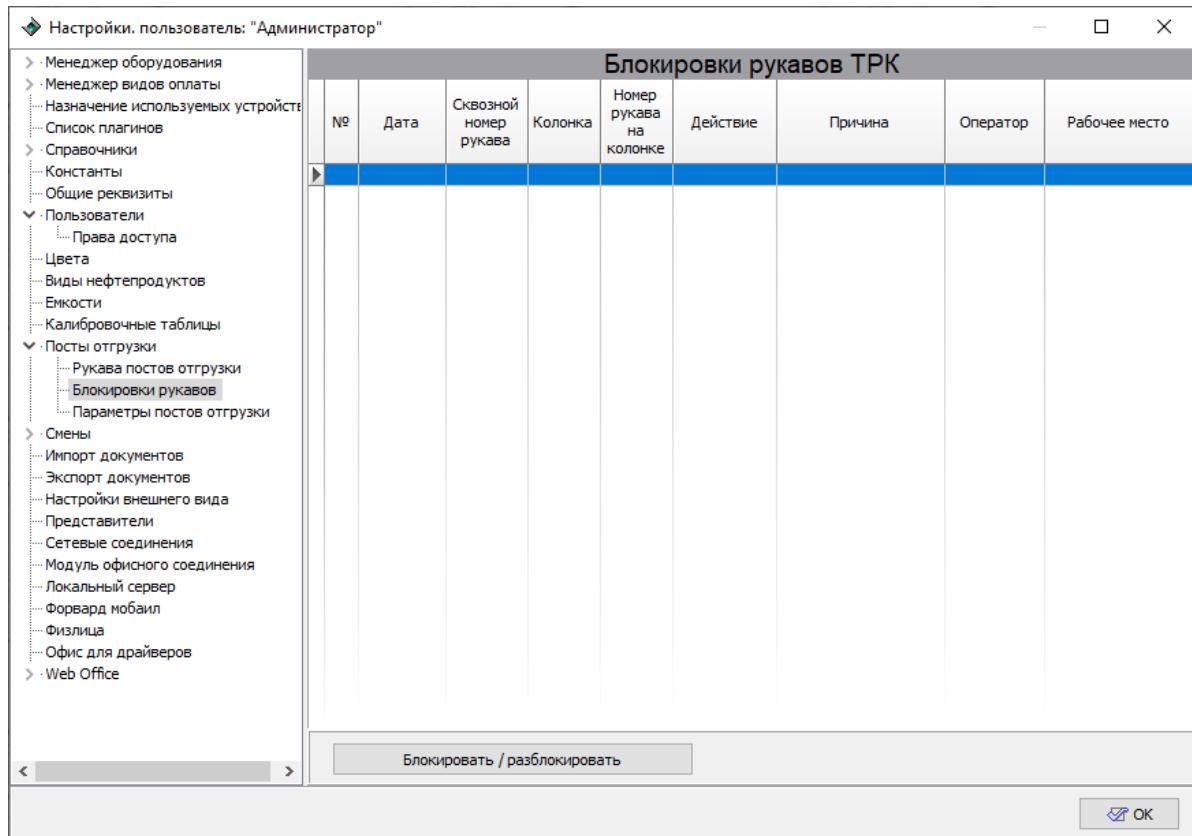 Настройки. пользователь: "Администратор"
Менеджер оборудования
Менеджер видов оплаты
Назначение используемых устройств
Список плагинов
Справочники
Константы
Общие реквизиты
Пользователи
Права доступа
Цвета
Виды нефтепродуктов
Емкости
Калибровочные таблицы
Посты отгрузки
Рукава постов отгрузки
Блокировки рукавов
Параметры постов отгрузки
Смены
Импорт документов
Экспорт документов
Настройки внешнего вида
Представители
Сетевые соединения
Модуль офисного соединения
Локальный сервер
Форвард мобаил
Физлица
Офис для драйверов
Web Office
Блокировки рукавов ТРК
№
Дата
Сквозной
номер
рукава
Колонка
Номер
рукава
на
колонке
Действие
Причина
Оператор
Рабочее место
Блокировать / разблокировать
OK